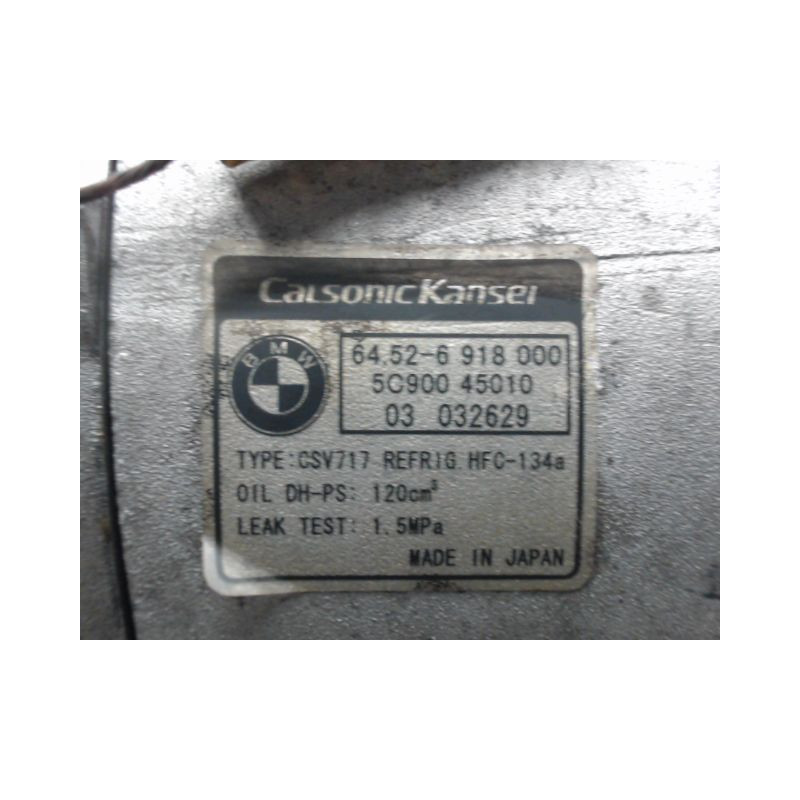 CalsonicKansei
BMW
64.52-6 918 000
5C900 45010
03 032629
TYPE:CSV717 REFRIG.HFC-134a
OIL DH-PS: 120cm³
LEAK TEST: 1.5MPa
MADE IN JAPAN